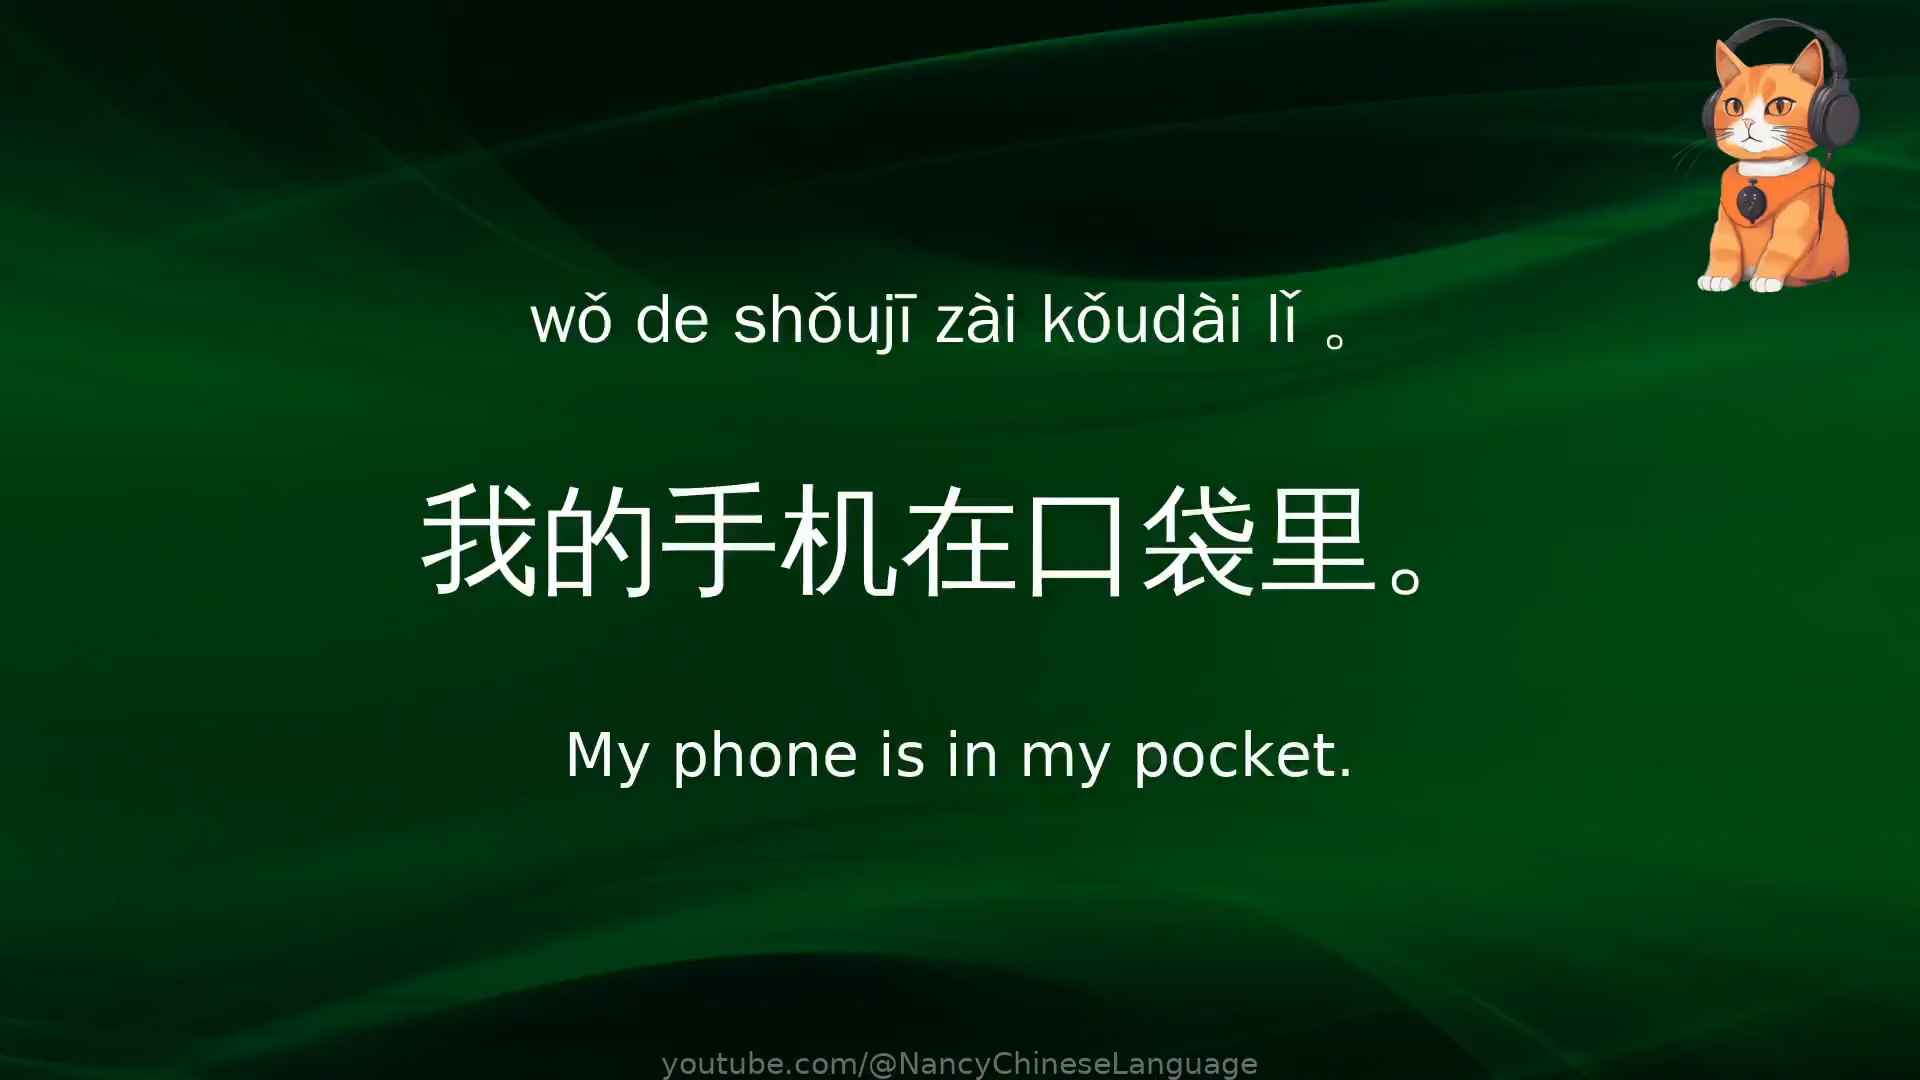 wǒ de shǒujī zài kǒudài lǐ 。
我的手机在口袋里。
My phone is in my pocket.
youtube.com/@NancyChineseLanguage